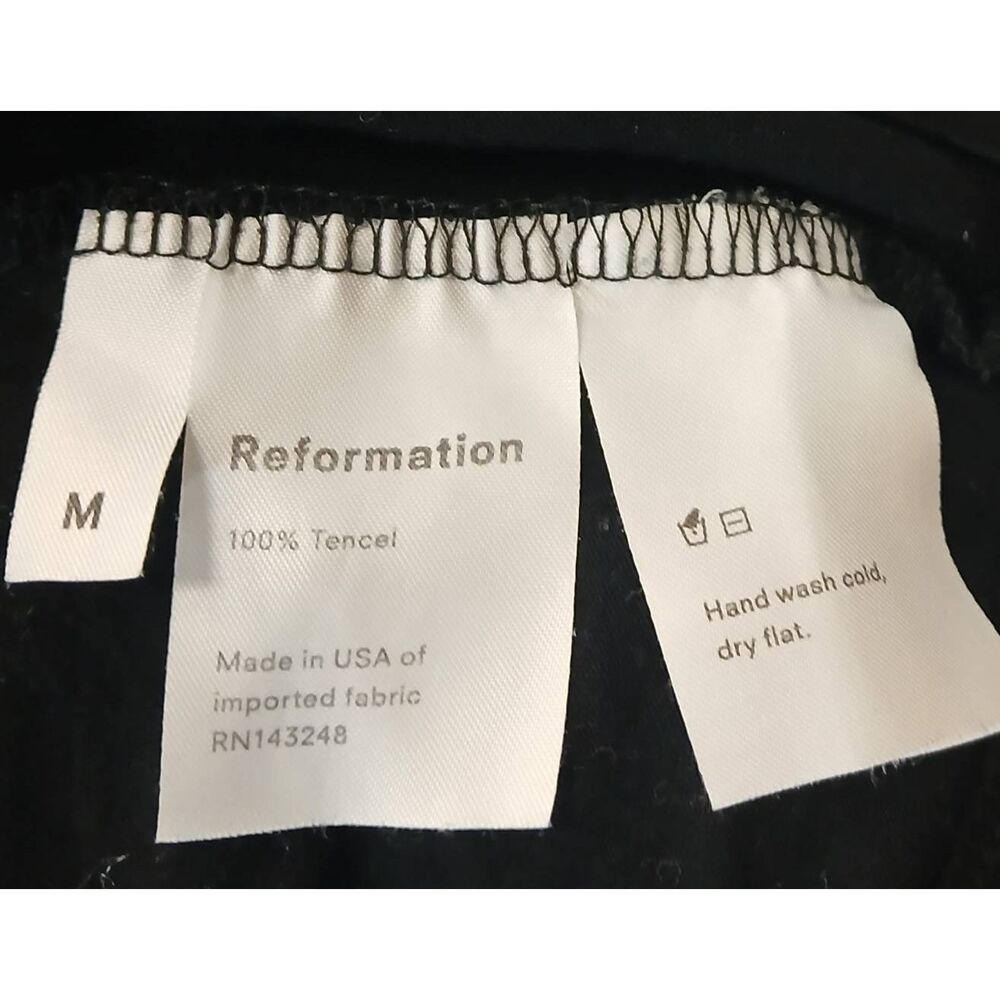 M
Reformation
100% Tencel
Made in USA of
imported fabric
RN143248
Hand wash cold,
dry flat.